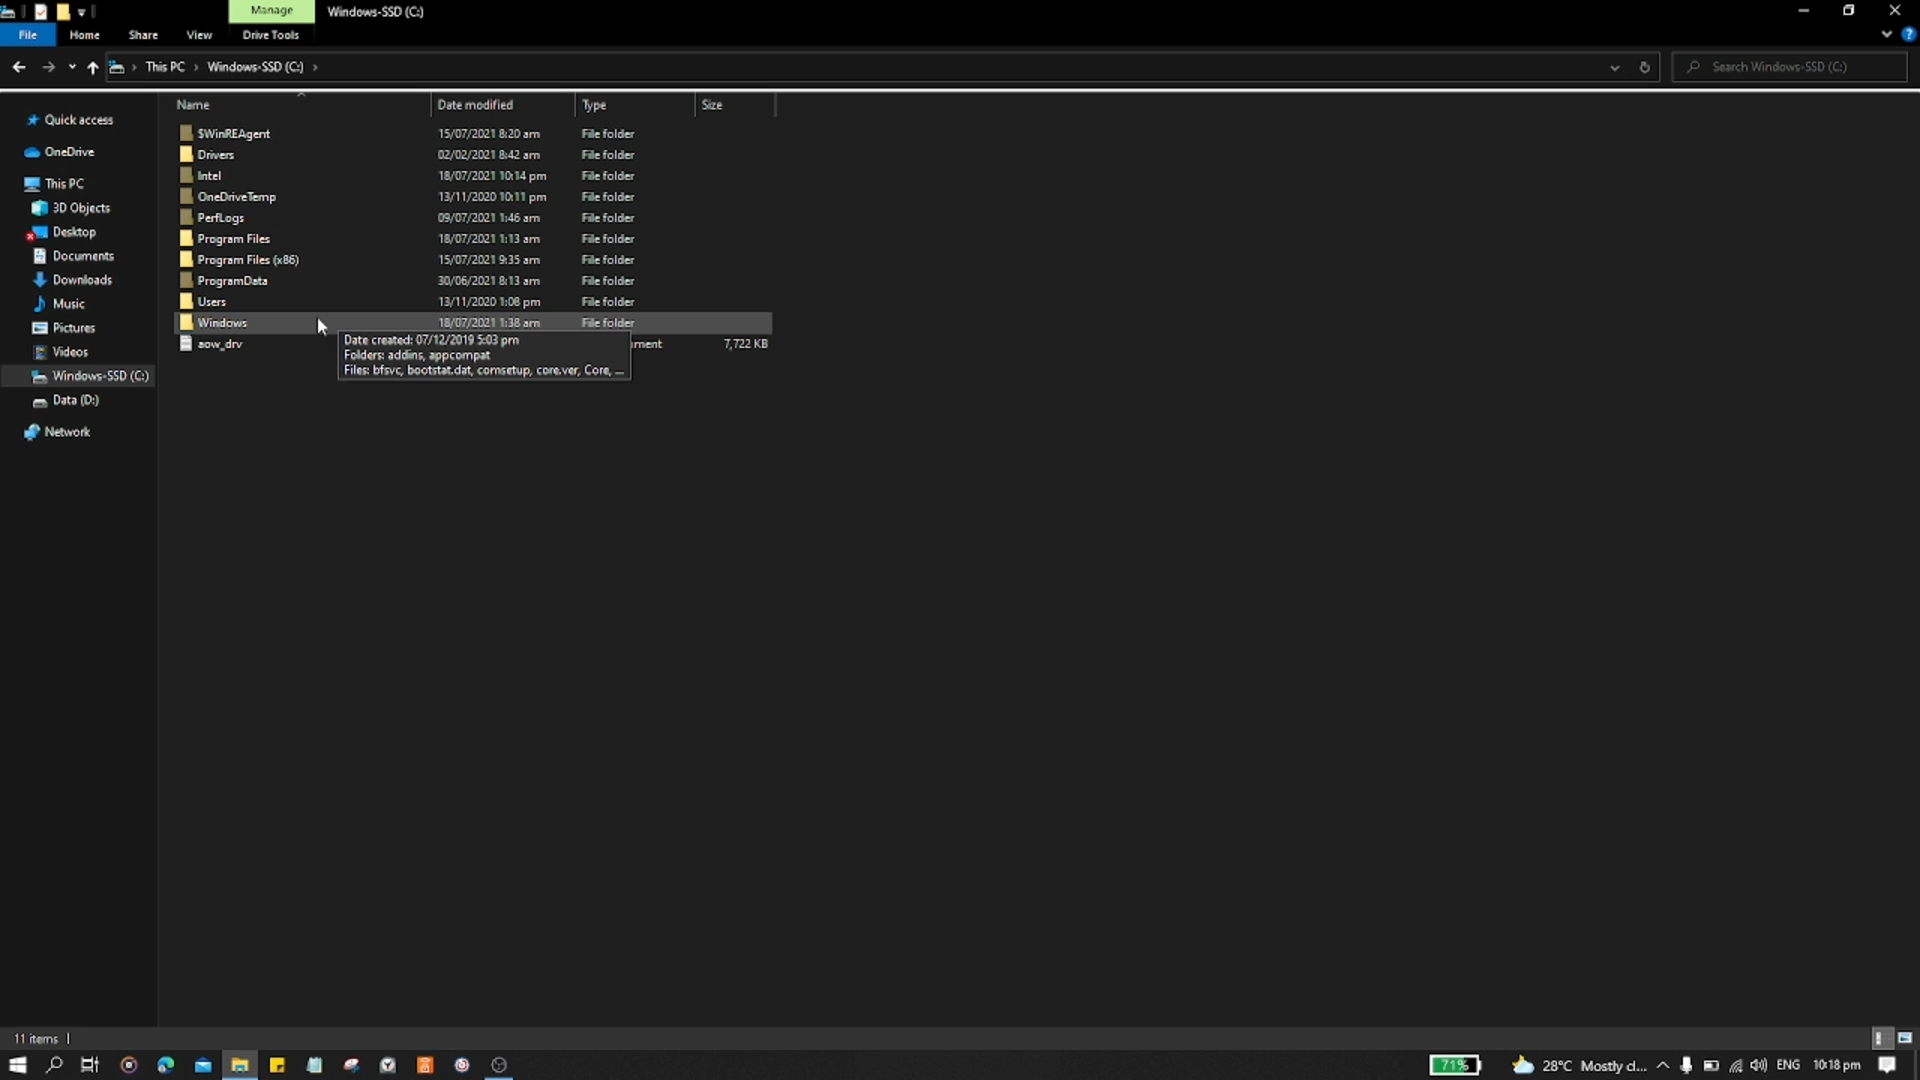 Manage
Windows-SSD (C:)
File
Home
Share
View
Drive Tools
This PC
Windows-SSD (C:)
Search Windows-SSD (C:)
Name
Date modified
Type
Size
Quick access
OneDrive
This PC
3D Objects
Desktop
Documents
Downloads
Music
Pictures
Videos
Windows-SSD (C:)
Data (D:)
Network
$WinREAgent 15/07/2021 8:20 am File folder
Drivers 02/02/2021 8:42 am File folder
Intel 18/07/2021 10:14 pm File folder
OneDriveTemp 13/11/2020 10:11 pm File folder
PerfLogs 09/07/2021 1:46 am File folder
Program Files 18/07/2021 1:13 am File folder
Program Files (x86) 15/07/2021 9:35 am File folder
ProgramData 30/06/2021 8:13 am File folder
Users 13/11/2020 1:08 pm File folder
Windows 18/07/2021 1:38 am File folder
aow_drv ument 7,722 KB
Date created: 07/12/2019 5:03 pm
Folders: addins, appcompat
Files: bfsvc, bootstat.dat, comsetup, core.ver, Core, ...
11 items
71%
28°C Mostly cl...
ENG
10:18 pm